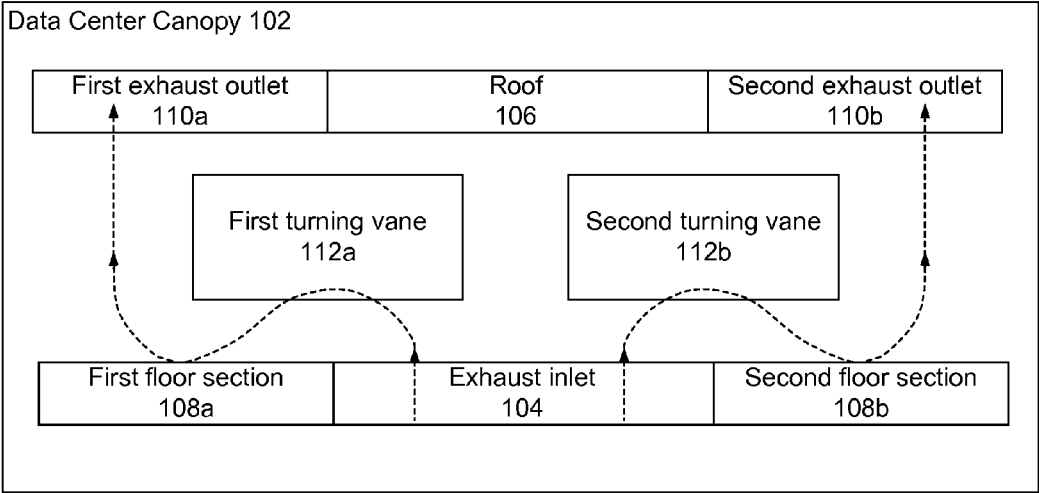 Data Center Canopy 102
First exhaust outlet
110a
Roof
106
Second exhaust outlet
110b
First turning vane
112a
Second turning vane
112b
First floor section
108a
Exhaust inlet
104
Second floor section
108b